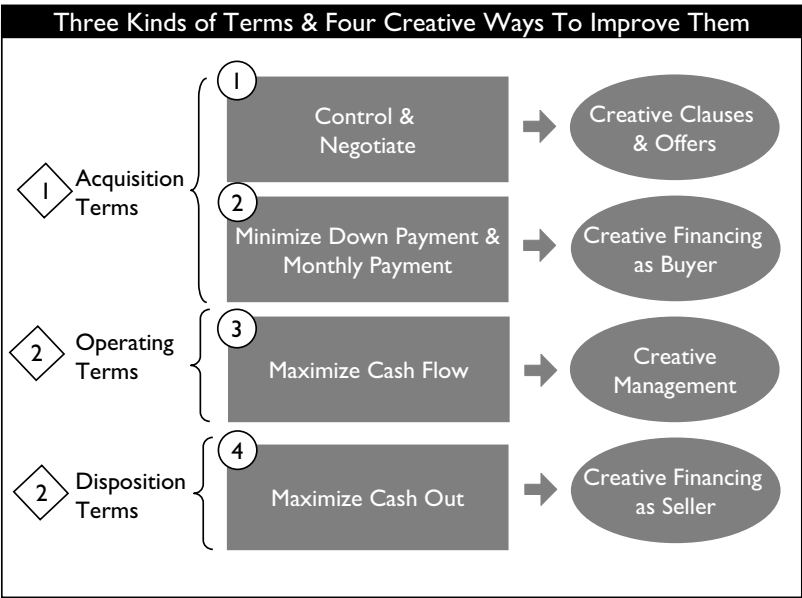 Three Kinds of Terms & Four Creative Ways To Improve Them
1
Acquisition
Terms
1
Control &
Negotiate
Creative Clauses
& Offers
2
Minimize Down Payment &
Monthly Payment
Creative Financing
as Buyer
2
Operating
Terms
3
Maximize Cash Flow
Creative
Management
2
Disposition
Terms
4
Maximize Cash Out
Creative Financing
as Seller